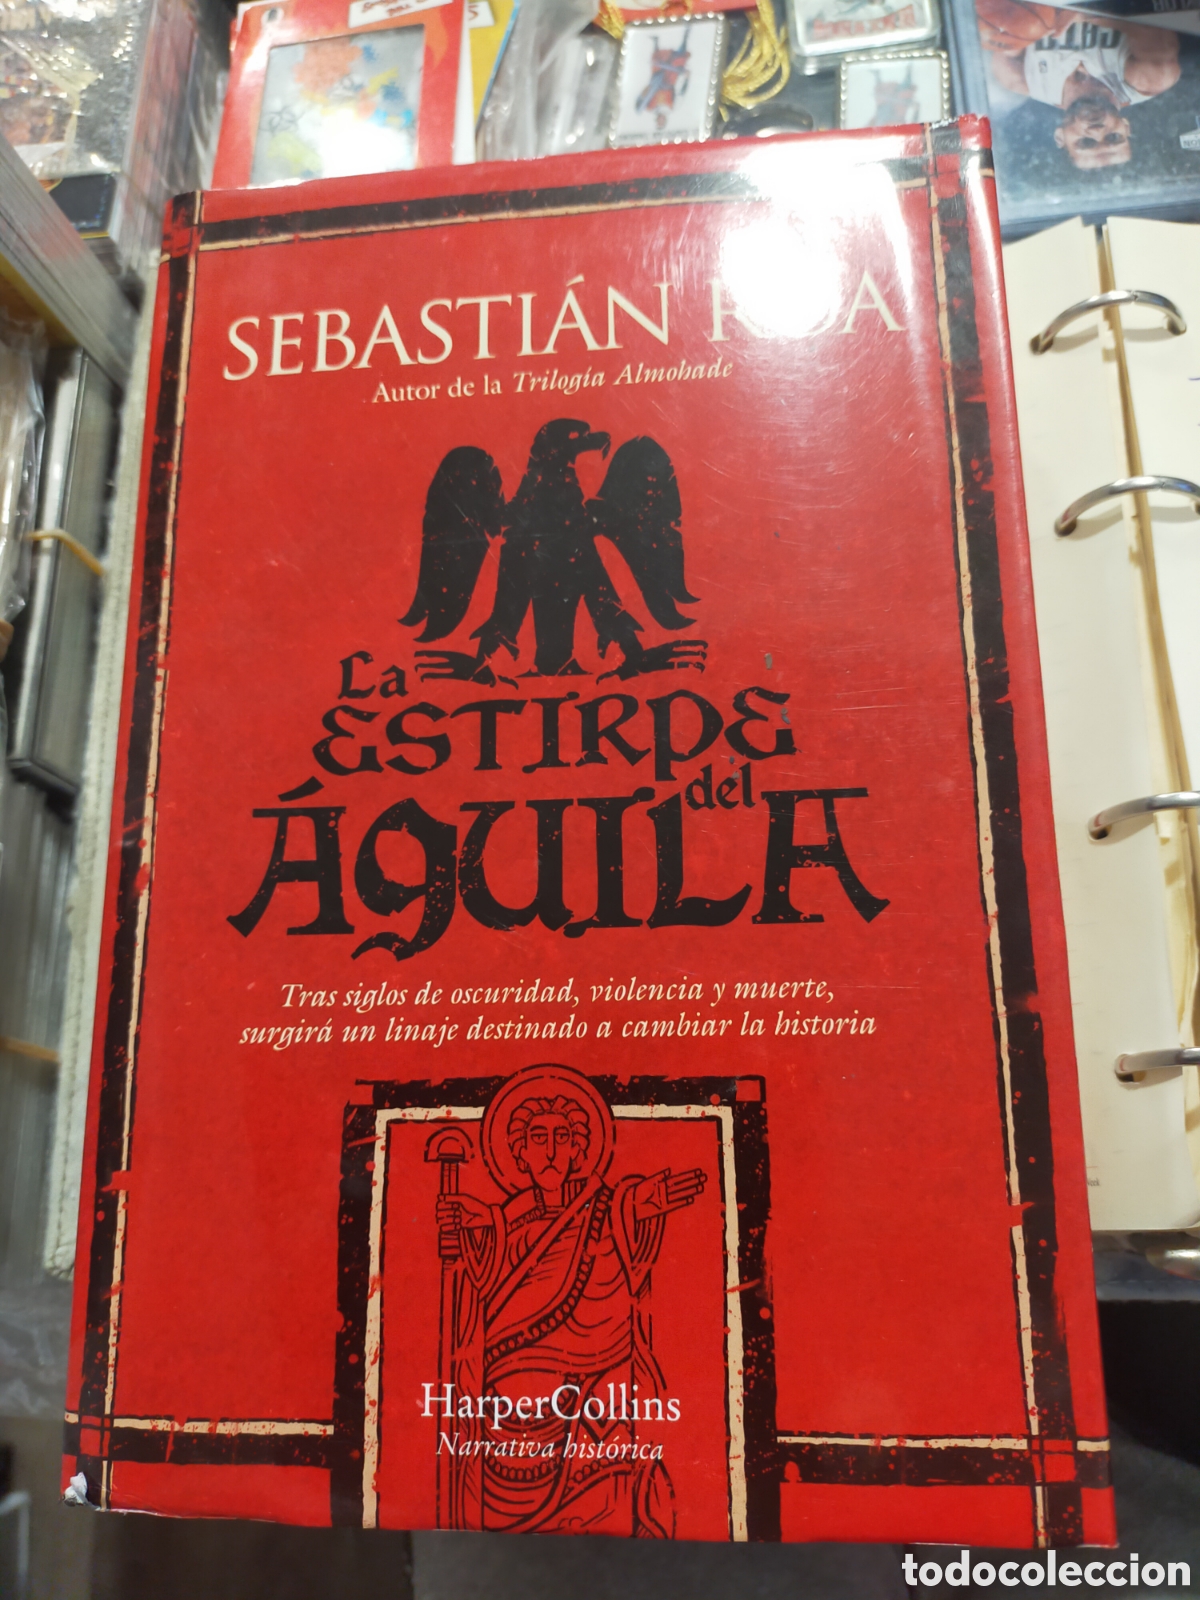 SEBASTIÁN ROA
Autor de la Trilogía Almohade
La
ESTIRPE
del
ÁGUILA
Tras siglos de oscuridad, violencia y muerte,
surgirá un linaje destinado a cambiar la historia
HarperCollins
Narrativa histórica
todocoleccion